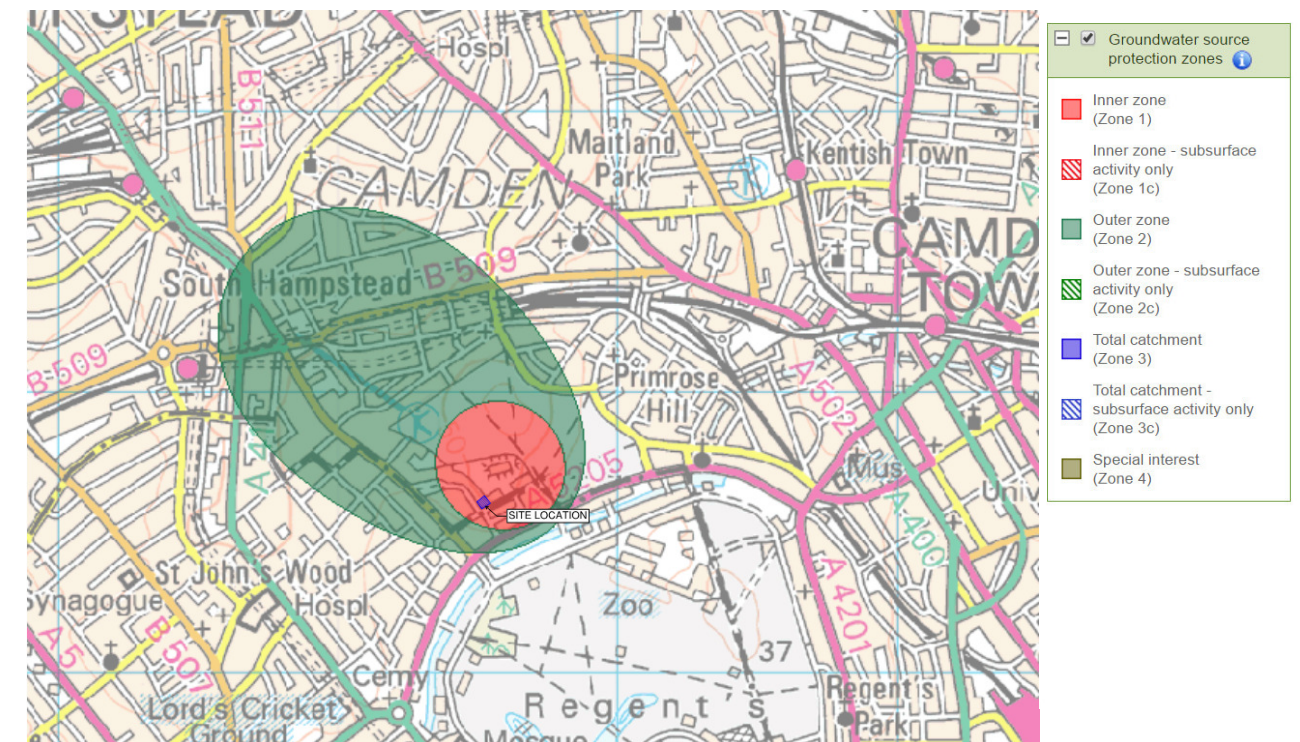 Hospl
B 511
Maitland
Park
Kentish Town
CAMDEN
CAMD
TOW
South Hampstead
B 509
B-509
Primrose
Hill
A 502
A 41
A 5205
SITE LOCATION
Mus
Univ
A 400
St John's Wood
Synagogue
Hospl
Zoo
A 4201
B 507
A 5
37
Cemy
Regent's
Park
Regent's
Lord's Cricket
Ground
Mosque
Groundwater source
protection zones
i
Inner zone
(Zone 1)
Inner zone - subsurface
activity only
(Zone 1c)
Outer zone
(Zone 2)
Outer zone - subsurface
activity only
(Zone 2c)
Total catchment
(Zone 3)
Total catchment -
subsurface activity only
(Zone 3c)
Special interest
(Zone 4)